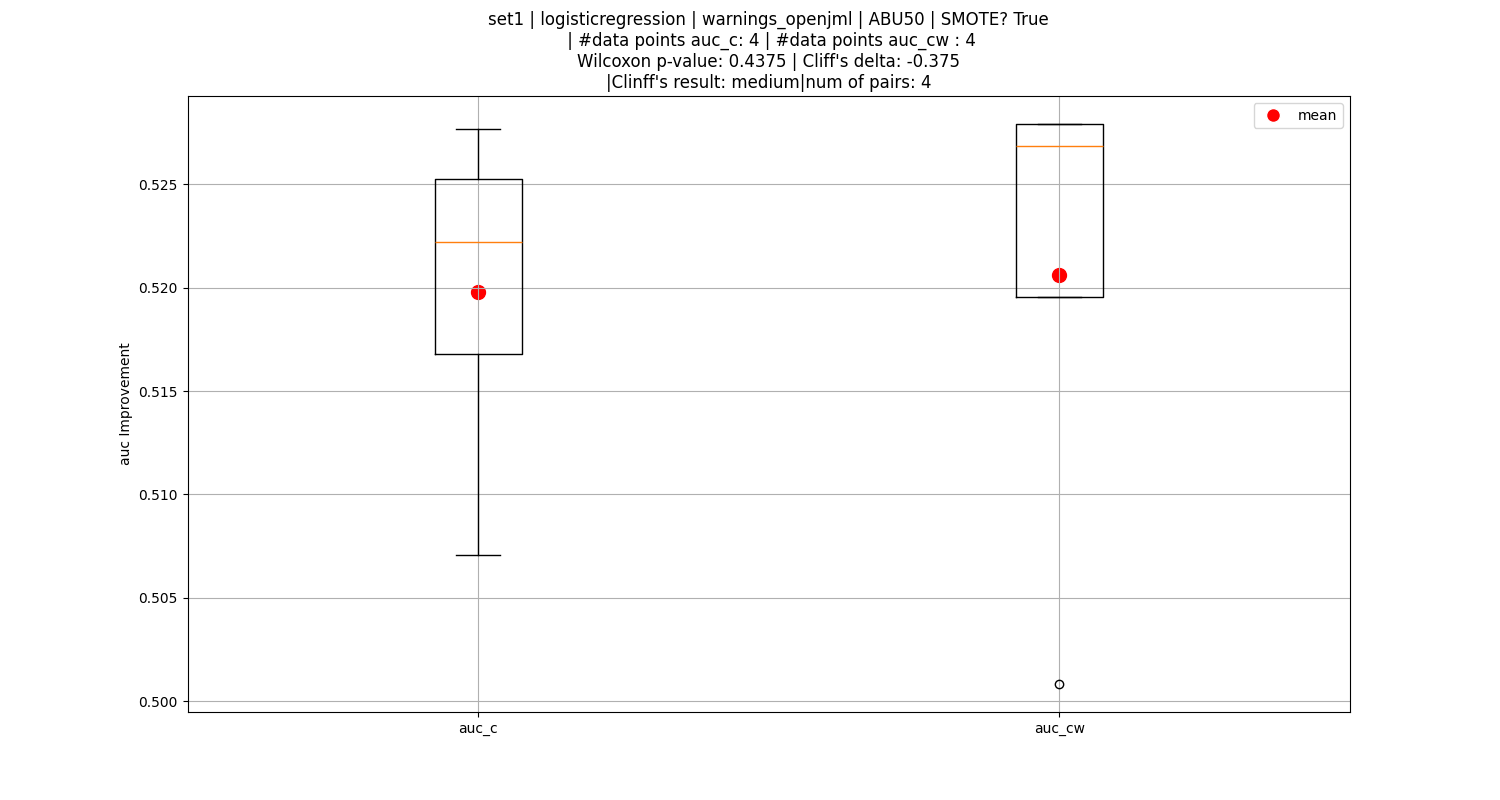 set1 | logisticregression | warnings_openjml | ABU50 | SMOTE? True
| #data points auc_c: 4 | #data points auc_cw : 4
Wilcoxon p-value: 0.4375 | Cliff's delta: -0.375
|Clinff's result: medium|num of pairs: 4
mean
0.525
0.520
0.515
0.510
0.505
0.500
auc Improvement
auc_c
auc_cw